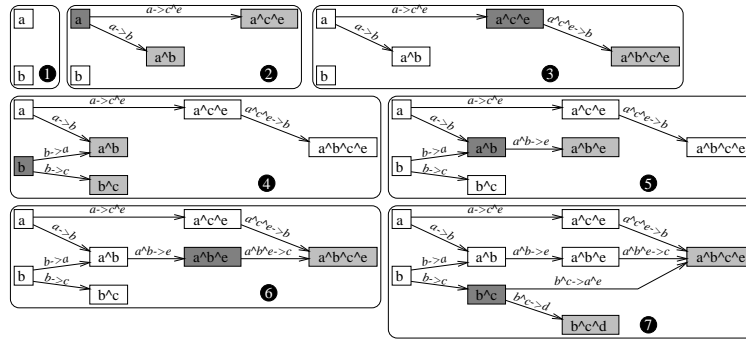 a
b
1
a
a->c^e
a^c^e
a->b
a^b
b
2
a
a->c^e
a^c^e
a->b
a^c^e->b
a^b
a^b^c^e
b
3
a
a->c^e
a^c^e
a->b
a^c^e->b
b->a
a^b
a^b^c^e
b
b->c
b^c
4
a
a->c^e
a^c^e
a->b
a^c^e->b
b->a
a^b
a^b->e
a^b^e
a^b^c^e
b
b->c
b^c
5
a
a->c^e
a^c^e
a->b
a^c^e->b
b->a
a^b
a^b->e
a^b^e
a^b^e->c
a^b^c^e
b
b->c
b^c
6
a
a->c^e
a^c^e
a->b
a^c^e->b
b->a
a^b
a^b->e
a^b^e
a^b^e->c
a^b^c^e
b
b->c
b^c
b^c->a^e
b^c->d
b^c^d
7